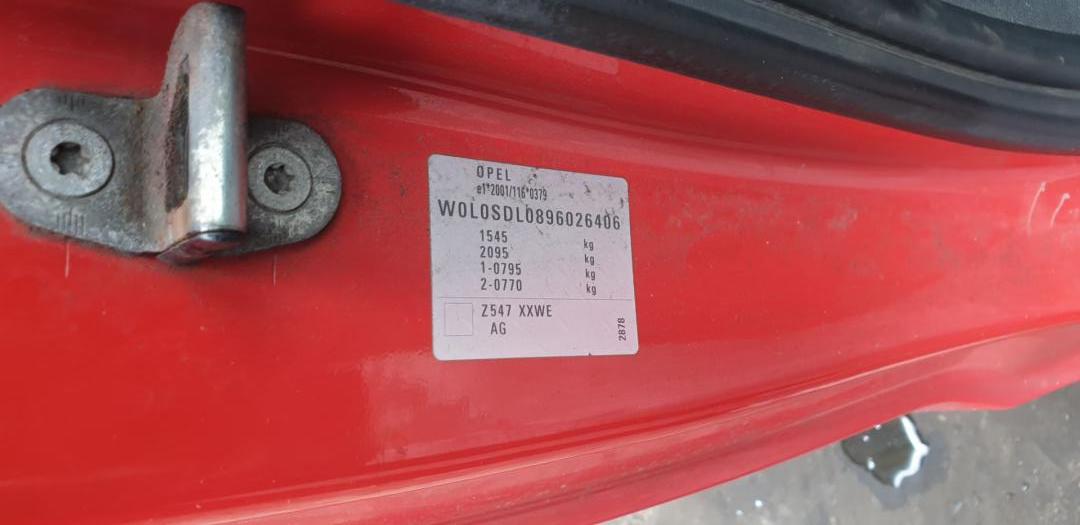 OPEL
e1*2001/116*0379
W0L0SDL0896026406
1545 kg
2095 kg
1-0795 kg
2-0770 kg
Z547 XXWE
AG
2878